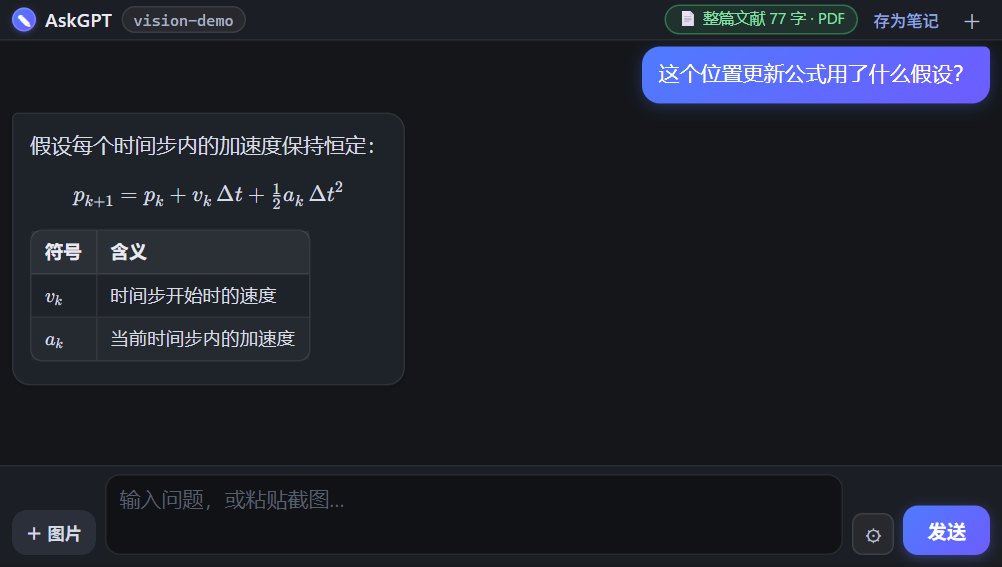 AskGPT vision-demo 整篇文献 77 字 · PDF 存为笔记 +
这个位置更新公式用了什么假设？
假设每个时间步内的加速度保持恒定：
p_{k+1} = p_k + v_k Δt + ½ a_k Δt²
符号 含义
v_k 时间步开始时的速度
a_k 当前时间步内的加速度
输入问题，或粘贴截图...
+ 图片
发送